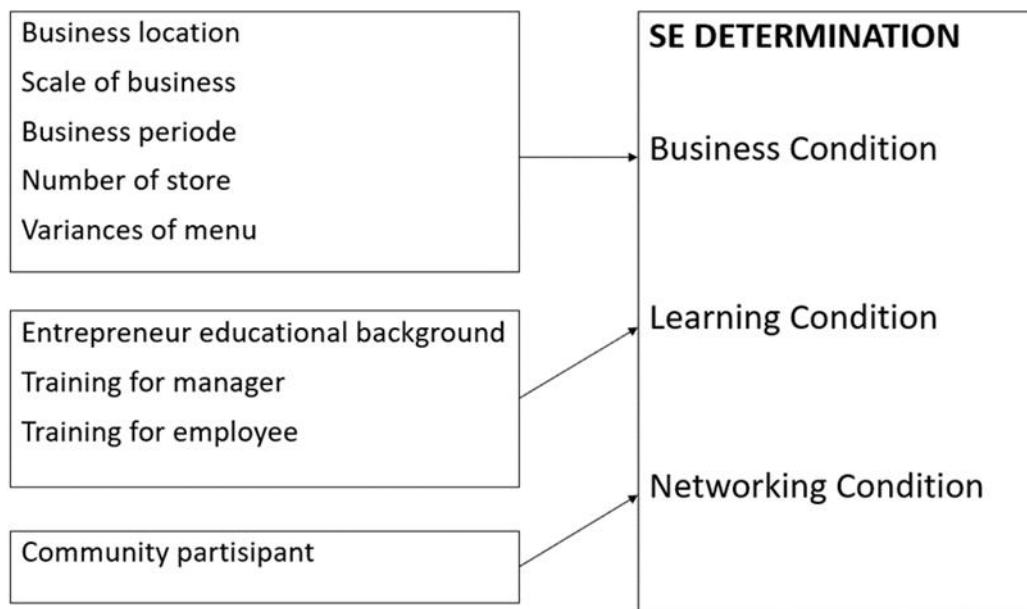 Business location
Scale of business
Business periode
Number of store
Variances of menu
Entrepreneur educational background
Training for manager
Training for employee
Community partisipant
SE DETERMINATION
Business Condition
Learning Condition
Networking Condition